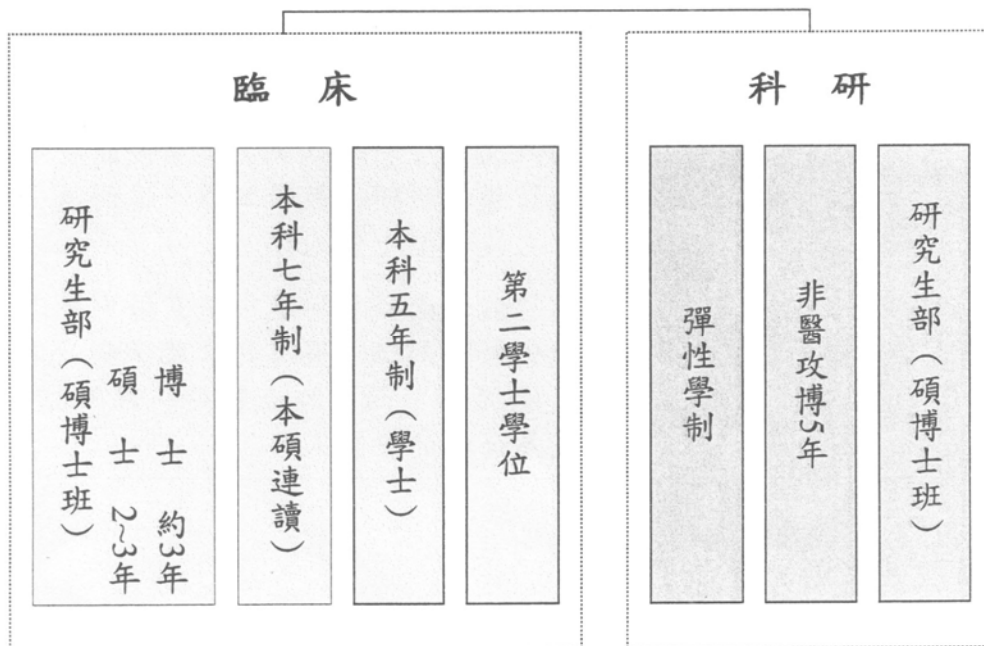 臨床
研究生部（碩博士班）
碩士 2~3年
博士 約3年
本科七年制（本碩連讀）
本科五年制（學士）
第二學士學位
科研
彈性學制
非醫攻博5年
研究生部（碩博士班）